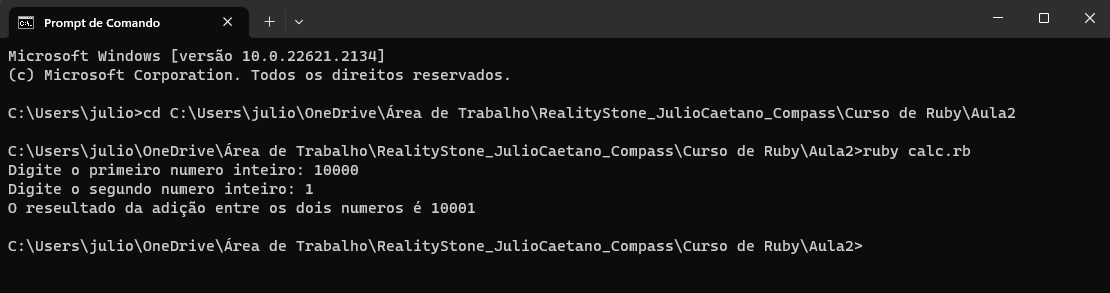 Prompt de Comando
Microsoft Windows [versão 10.0.22621.2134]
(c) Microsoft Corporation. Todos os direitos reservados.
C:\Users\julio>cd C:\Users\julio\OneDrive\Área de Trabalho\RealityStone_JulioCaetano_Compass\Curso de Ruby\Aula2
C:\Users\julio\OneDrive\Área de Trabalho\RealityStone_JulioCaetano_Compass\Curso de Ruby\Aula2>ruby calc.rb
Digite o primeiro numero inteiro: 10000
Digite o segundo numero inteiro: 1
O reseultado da adição entre os dois numeros é 10001
C:\Users\julio\OneDrive\Área de Trabalho\RealityStone_JulioCaetano_Compass\Curso de Ruby\Aula2>